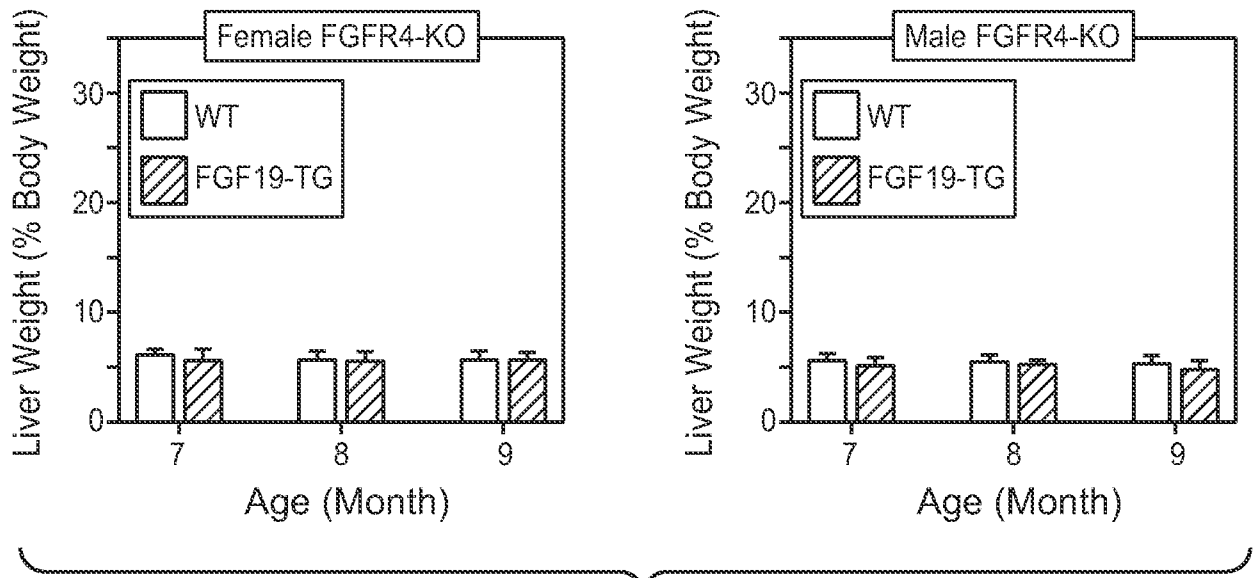 Female FGFR4-KO
Liver Weight (% Body Weight)
30
20
10
0
WT
FGF19-TG
7 8 9
Age (Month)
Male FGFR4-KO
Liver Weight (% Body Weight)
30
20
10
0
WT
FGF19-TG
7 8 9
Age (Month)